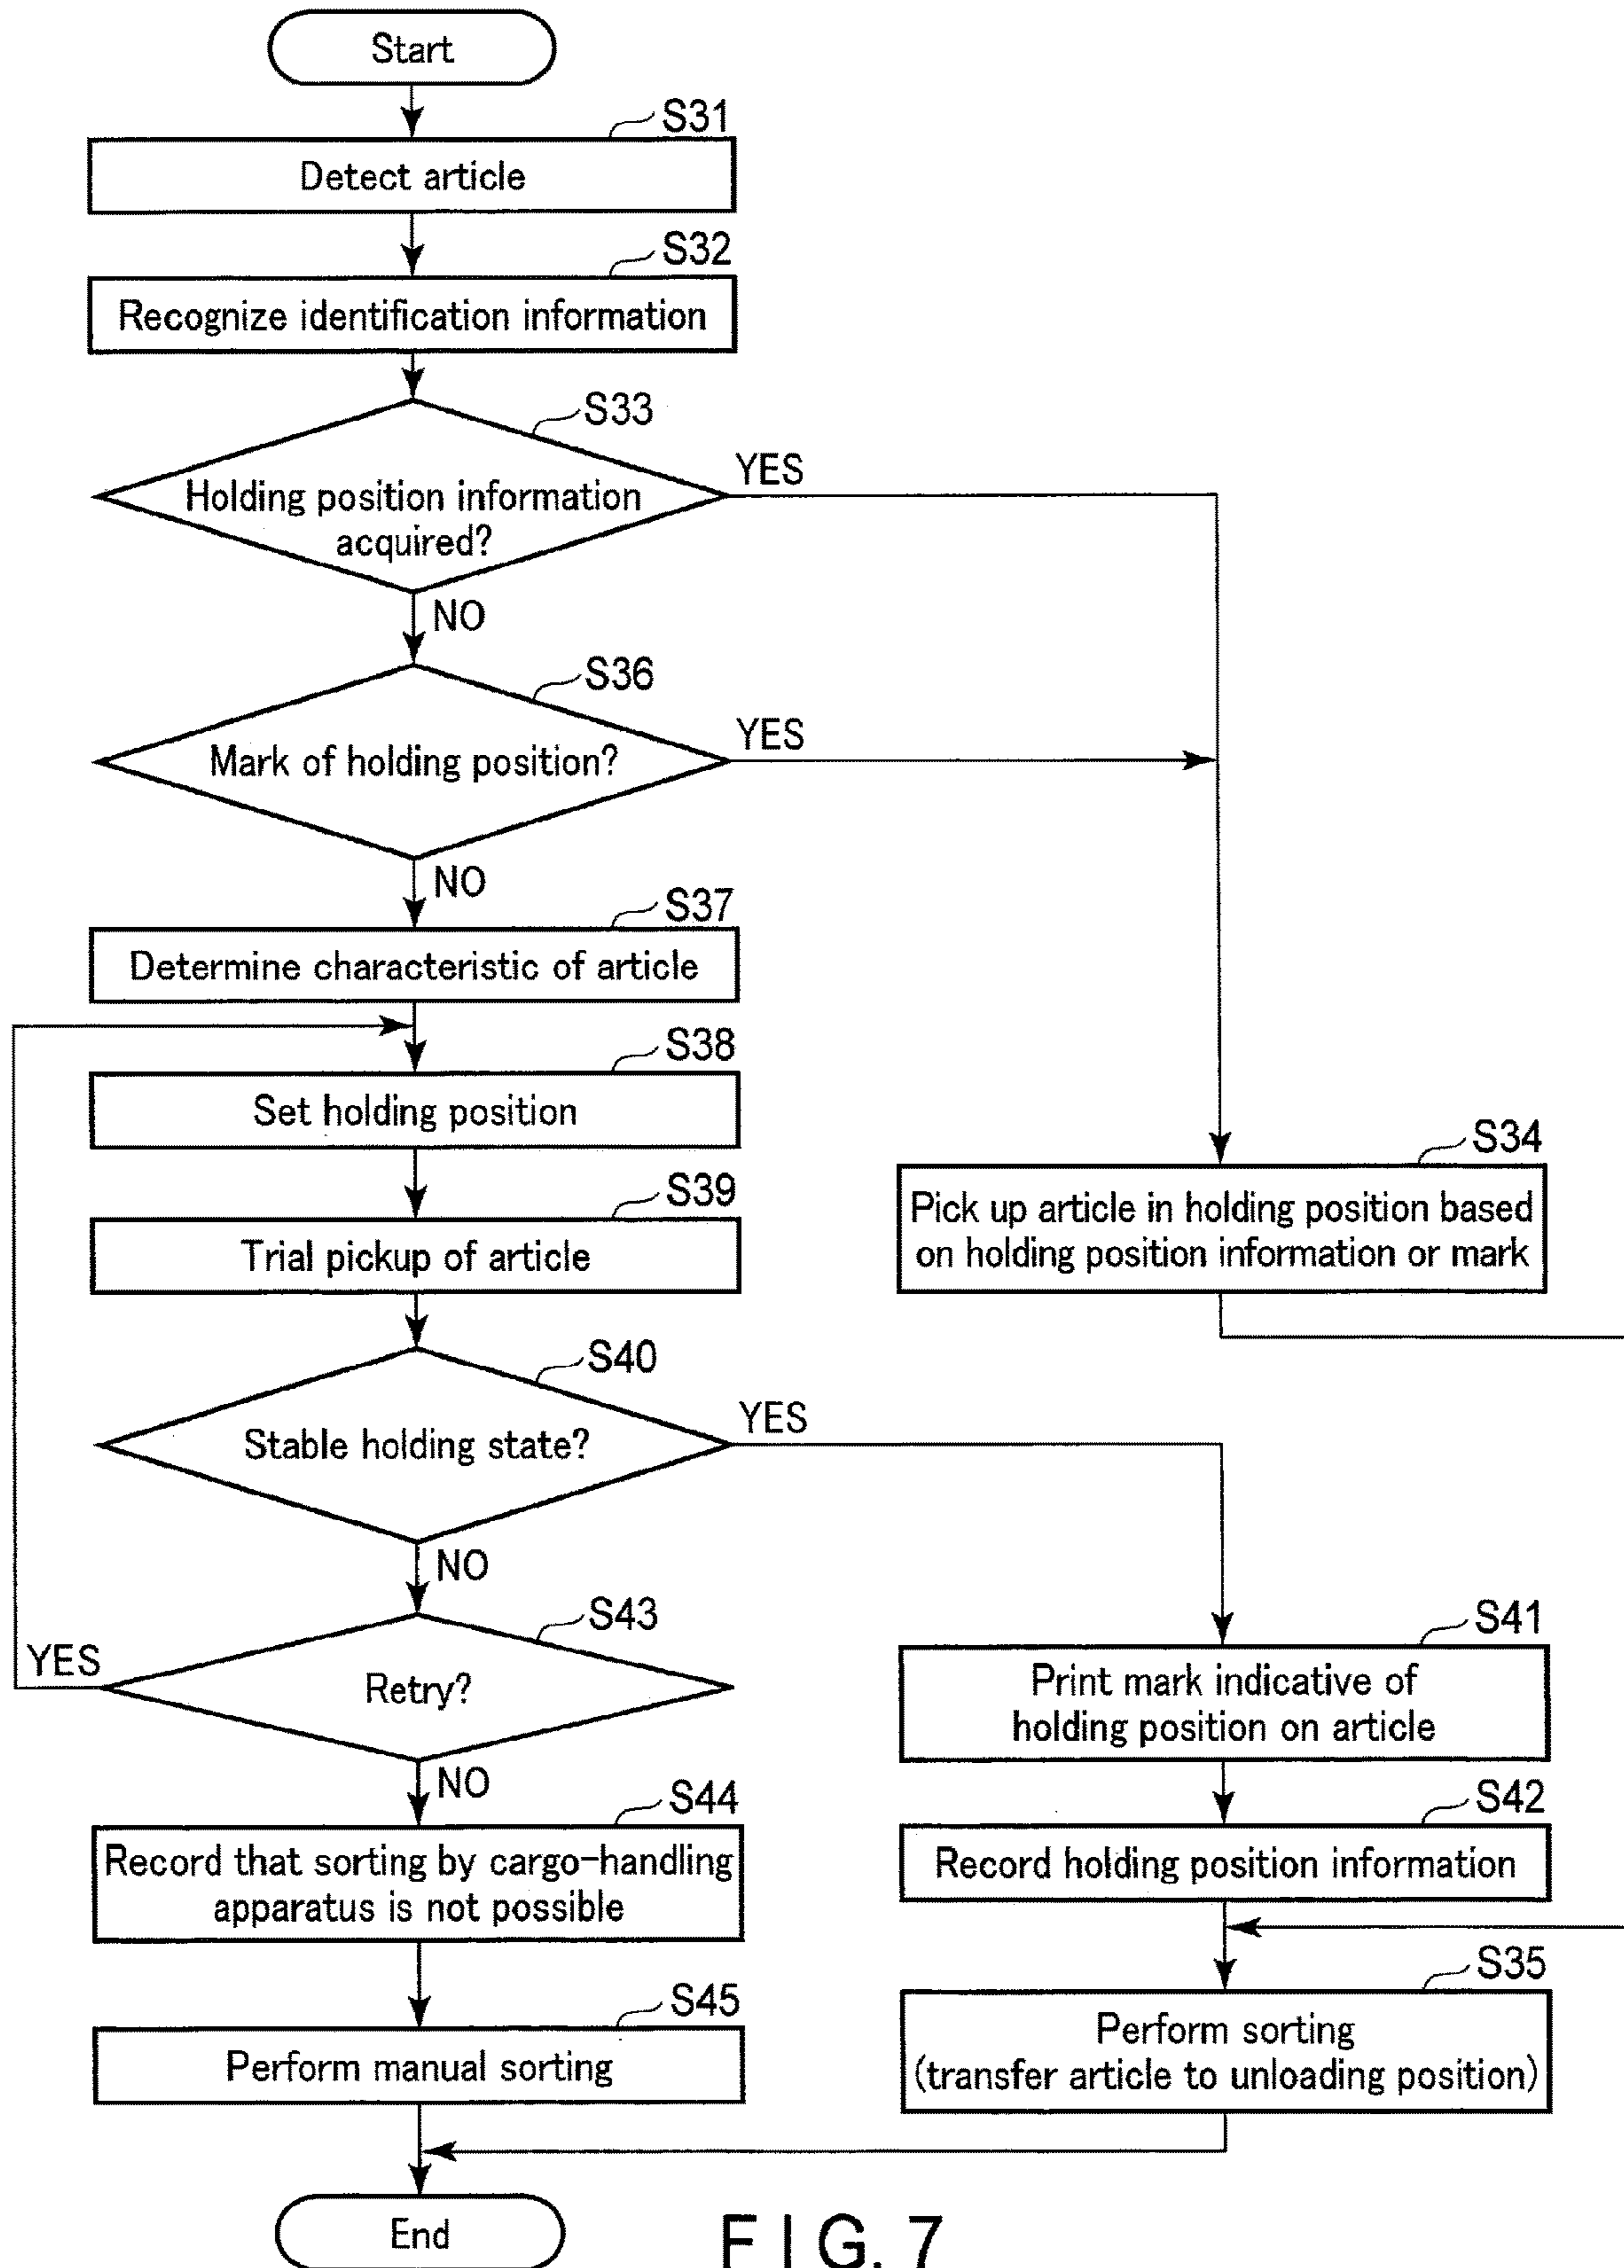 Start
S31
Detect article
S32
Recognize identification information
S33
Holding position information
acquired?
YES
NO
S36
Mark of holding position?
YES
NO
S37
Determine characteristic of article
S38
Set holding position
S39
Trial pickup of article
S34
Pick up article in holding position based
on holding position information or mark
S40
Stable holding state?
YES
NO
S43
Retry?
YES
NO
S41
Print mark indicative of
holding position on article
S42
Record holding position information
S44
Record that sorting by cargo-handling
apparatus is not possible
S35
Perform sorting
(transfer article to unloading position)
S45
Perform manual sorting
End
FIG. 7